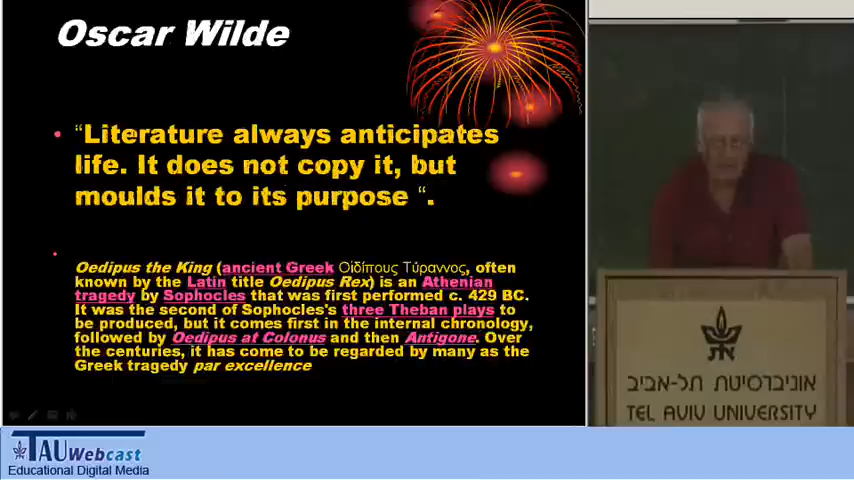 Oscar Wilde
• “Literature always anticipates
life. It does not copy it, but
moulds it to its purpose “.
• Oedipus the King (ancient Greek Οἰδίπους Τύραννος, often
known by the Latin title Oedipus Rex) is an Athenian
tragedy by Sophocles that was first performed c. 429 BC.
It was the second of Sophocles's three Theban plays to
be produced, but it comes first in the internal chronology,
followed by Oedipus at Colonus and then Antigone. Over
the centuries, it has come to be regarded by many as the
Greek tragedy par excellence
אוניברסיטת תל-אביב
TEL AVIV UNIVERSITY
TAU Webcast
Educational Digital Media